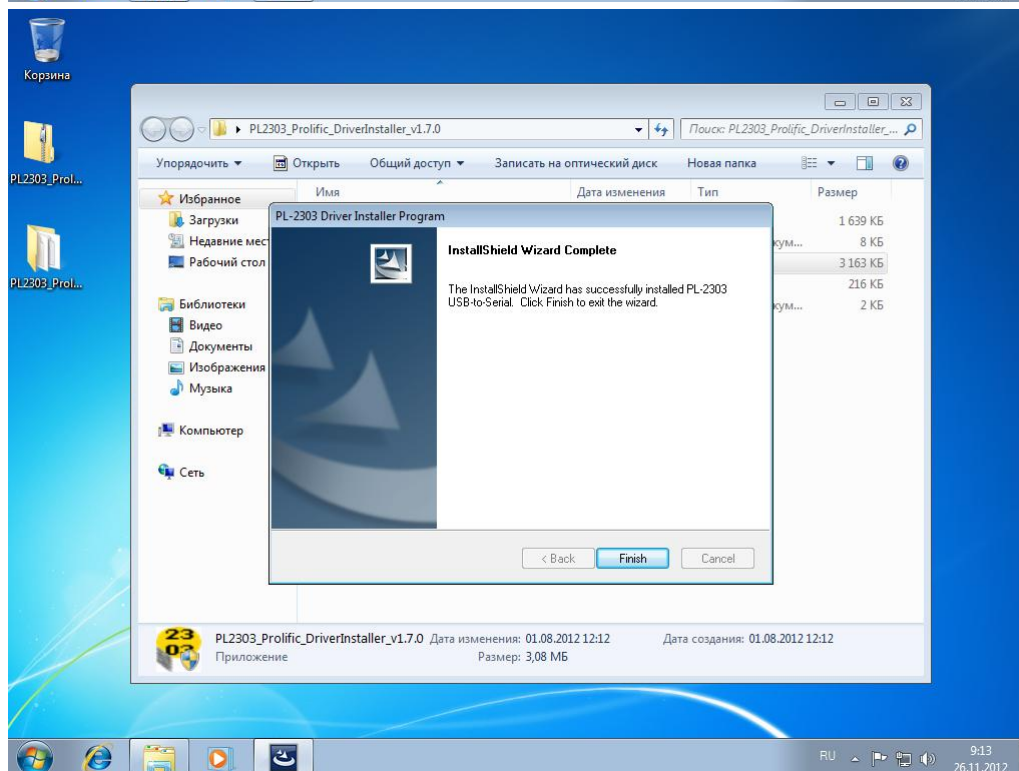 Корзина
PL2303_Prol...
PL2303_Prol...
PL2303_Prolific_DriverInstaller_v1.7.0
Поиск: PL2303_Prolific_DriverInstaller_...
Упорядочить
Открыть
Общий доступ
Записать на оптический диск
Новая папка
Имя
Дата изменения
Тип
Размер
Избранное
Загрузки
Недавние мес
Рабочий стол
Библиотеки
Видео
Документы
Изображения
Музыка
Компьютер
Сеть
1 639 КБ
кум...
8 КБ
3 163 КБ
216 КБ
кум...
2 КБ
PL-2303 Driver Installer Program
InstallShield Wizard Complete
The InstallShield Wizard has successfully installed PL-2303
USB-to-Serial. Click Finish to exit the wizard.
< Back
Finish
Cancel
23
03
PL2303_Prolific_DriverInstaller_v1.7.0 Дата изменения: 01.08.2012 12:12
Дата создания: 01.08.2012 12:12
Приложение
Размер: 3,08 МБ
RU
9:13
26.11.2012